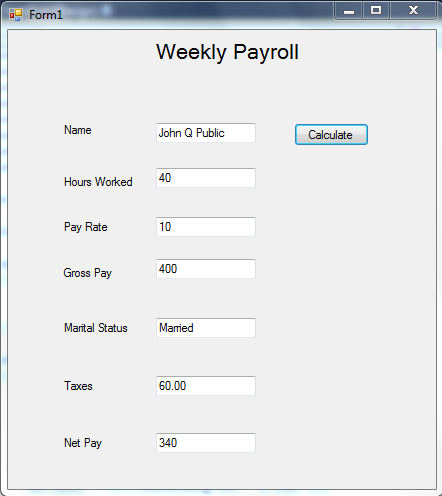 Form1
Weekly Payroll
Name John Q Public Calculate
Hours Worked 40
Pay Rate 10
Gross Pay 400
Marital Status Married
Taxes 60.00
Net Pay 340